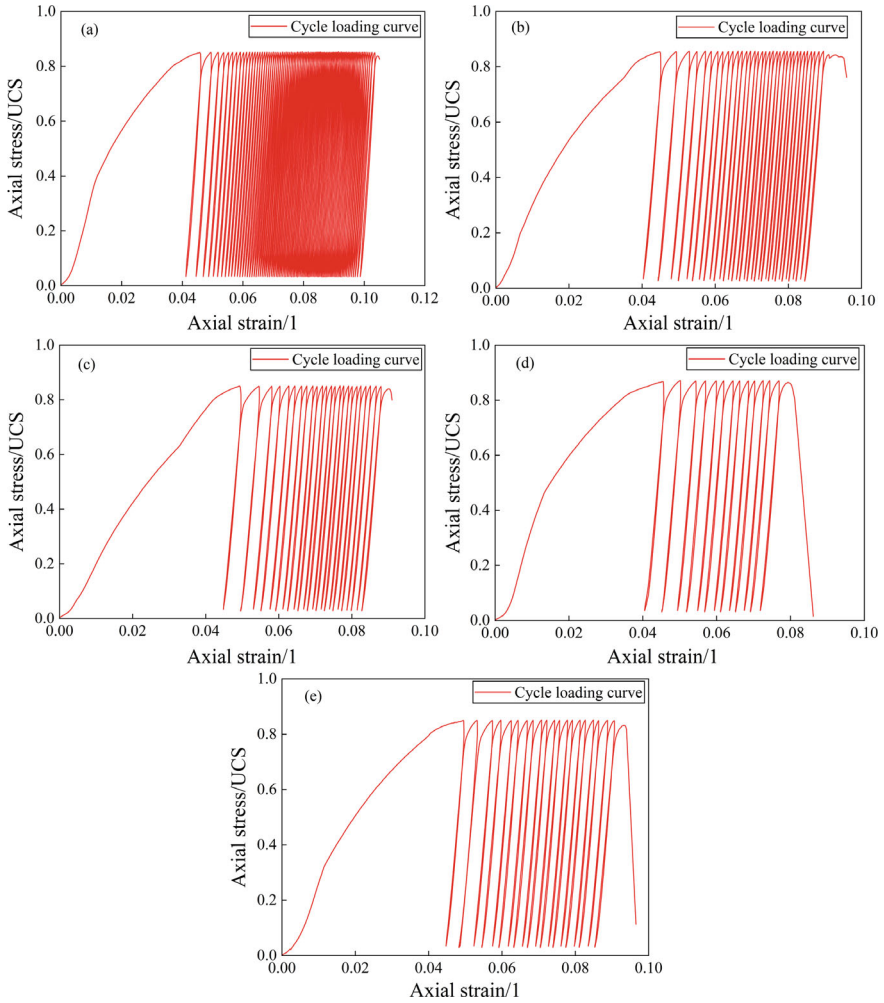 (a)
Cycle loading curve
Axial stress/UCS
1.0
0.8
0.6
0.4
0.2
0.0
0.00 0.02 0.04 0.06 0.08 0.10 0.12
Axial strain/1
(b)
Cycle loading curve
Axial stress/UCS
1.0
0.8
0.6
0.4
0.2
0.0
0.00 0.02 0.04 0.06 0.08 0.10
Axial strain/1
(c)
Cycle loading curve
Axial stress/UCS
1.0
0.8
0.6
0.4
0.2
0.0
0.00 0.02 0.04 0.06 0.08 0.10
Axial strain/1
(d)
Cycle loading curve
Axial stress/UCS
1.0
0.8
0.6
0.4
0.2
0.0
0.00 0.02 0.04 0.06 0.08 0.10
Axial strain/1
(e)
Cycle loading curve
Axial stress/UCS
1.0
0.8
0.6
0.4
0.2
0.0
0.00 0.02 0.04 0.06 0.08 0.10
Axial strain/1